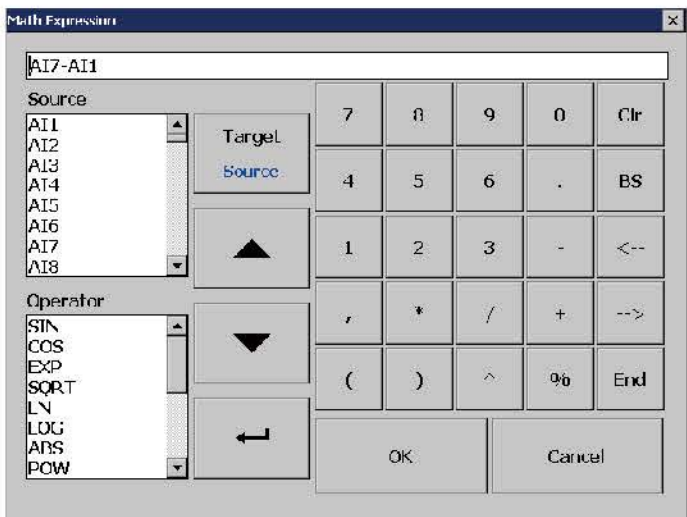 Math Expression
AI7-AI1
Source
AI1
AI2
AI3
AI4
AI5
AI6
AI7
AI8
Target
Source
Operator
SIN
COS
EXP
SQRT
LN
LOG
ABS
POW
7 8 9 0 Clr
4 5 6 . BS
1 2 3 - <--
, * / + -->
( ) ^ % End
OK Cancel